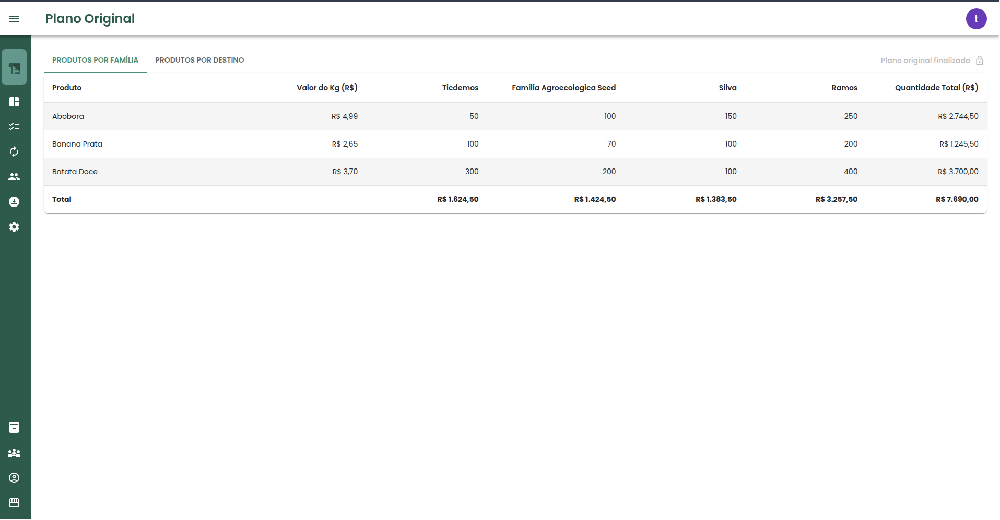 Plano Original
t
PRODUTOS POR FAMÍLIA PRODUTOS POR DESTINO Plano original finalizado
Produto Valor do Kg (R$) Ticdemos Familia Agroecologica Seed Silva Ramos Quantidade Total (R$)
Abobora R$ 4,99 50 100 150 250 R$ 2.744,50
Banana Prata R$ 2,65 100 70 100 200 R$ 1.245,50
Batata Doce R$ 3,70 300 200 100 400 R$ 3.700,00
Total R$ 1.624,50 R$ 1.424,50 R$ 1.383,50 R$ 3.257,50 R$ 7.690,00